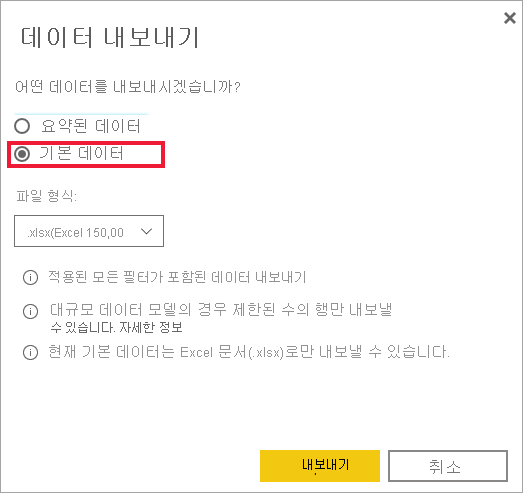 데이터 내보내기
어떤 데이터를 내보내시겠습니까?
요약된 데이터
기본 데이터
파일 형식:
.xlsx(Excel 150,00
적용된 모든 필터가 포함된 데이터 내보내기
대규모 데이터 모델의 경우 제한된 수의 행만 내보낼
수 있습니다. 자세한 정보
현재 기본 데이터는 Excel 문서(.xlsx)로만 내보낼 수 있습니다.
내보내기 취소